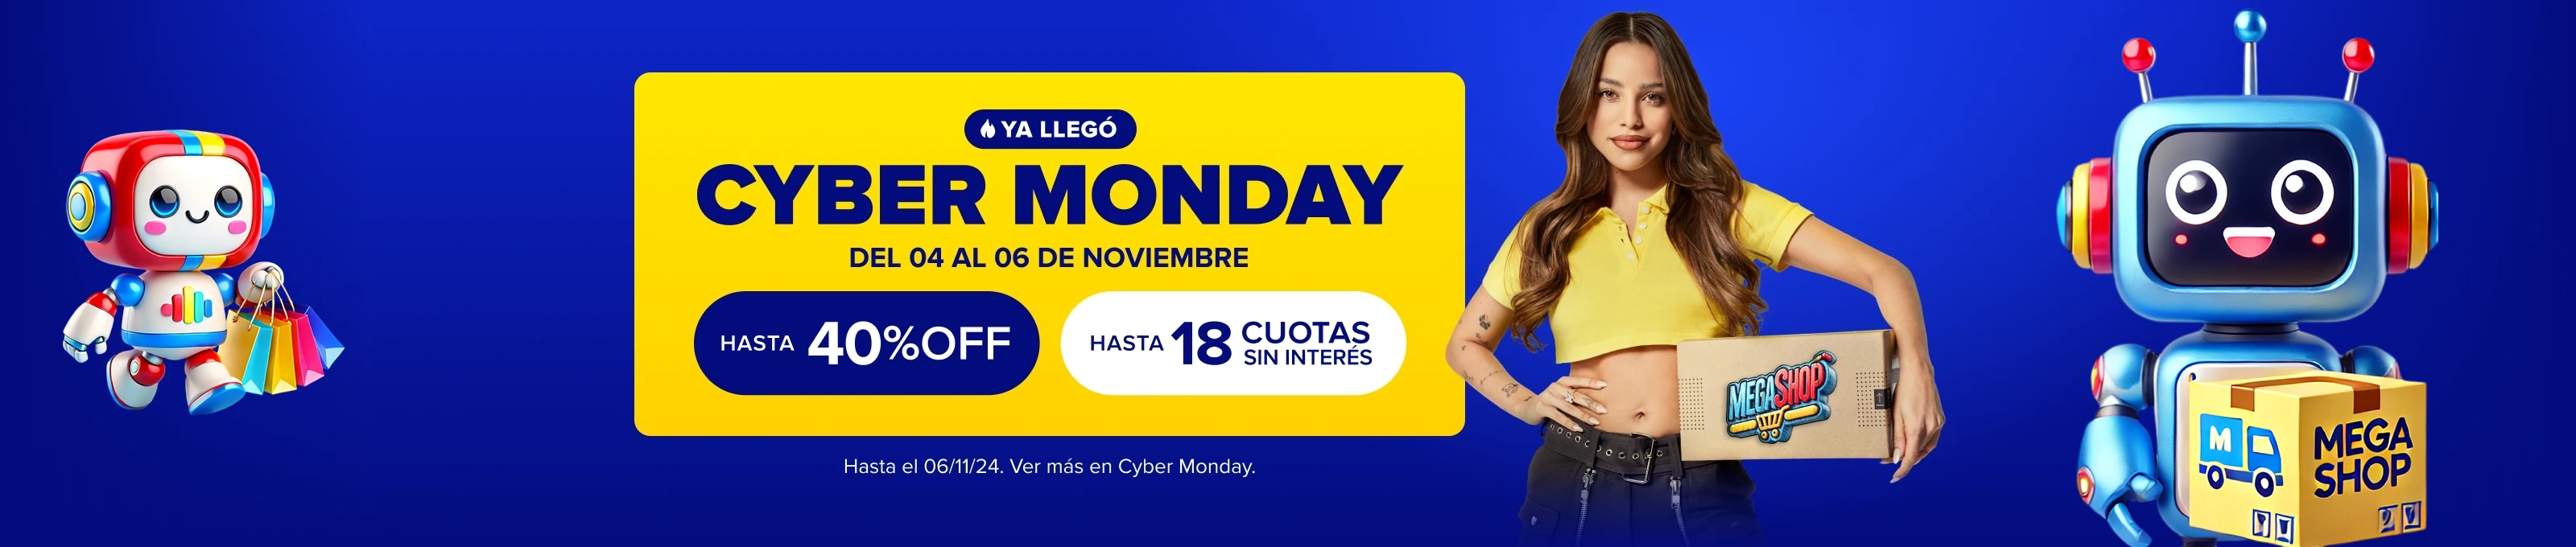 YA LLEGÓ
CYBER MONDAY
DEL 04 AL 06 DE NOVIEMBRE
HASTA 40%OFF
HASTA 18 CUOTAS
SIN INTERÉS
Hasta el 06/11/24. Ver más en Cyber Monday.
MEGASHOP
M
MEGA
SHOP